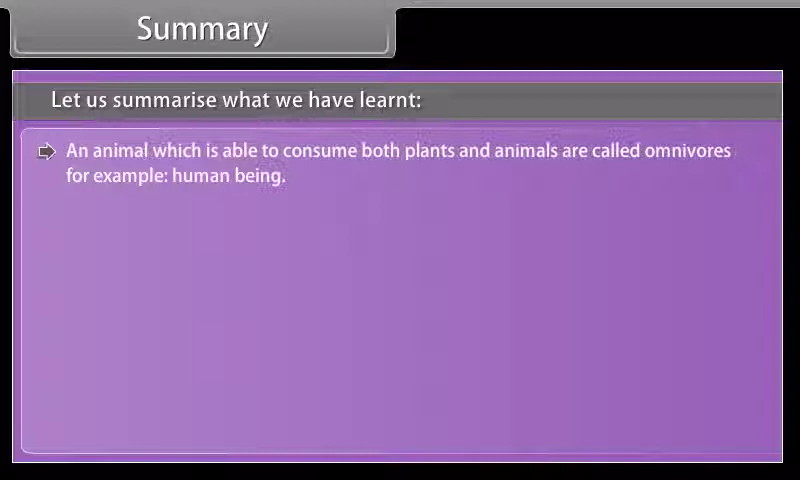 Summary
Let us summarise what we have learnt:
An animal which is able to consume both plants and animals are called omnivores
for example: human being.